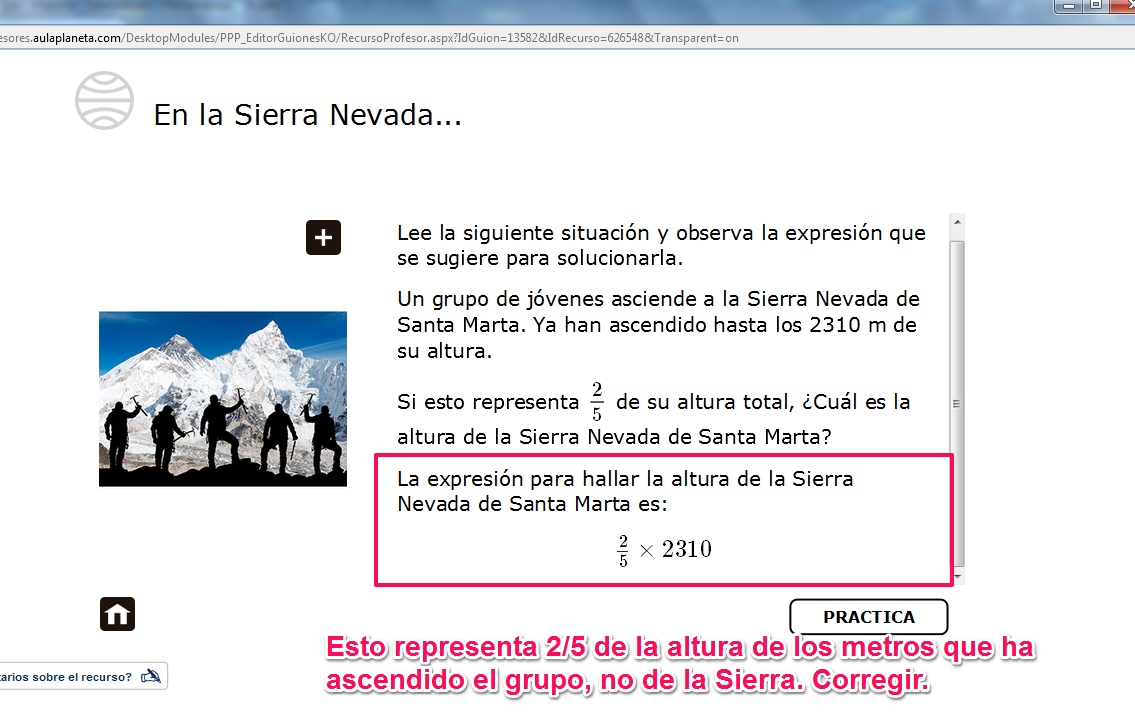 esores.aulaplaneta.com/DesktopModules/PPP_EditorGuionesKO/RecursoProfesor.aspx?IdGuion=13582&IdRecurso=626548&Transparent=on
En la Sierra Nevada...
Lee la siguiente situación y observa la expresión que
se sugiere para solucionarla.
Un grupo de jóvenes asciende a la Sierra Nevada de
Santa Marta. Ya han ascendido hasta los 2310 m de
su altura.
Si esto representa 2/5 de su altura total, ¿Cuál es la
altura de la Sierra Nevada de Santa Marta?
La expresión para hallar la altura de la Sierra
Nevada de Santa Marta es:
2/5 × 2310
PRACTICA
Esto representa 2/5 de la altura de los metros que ha
ascendido el grupo, no de la Sierra. Corregir.
tarios sobre el recurso?